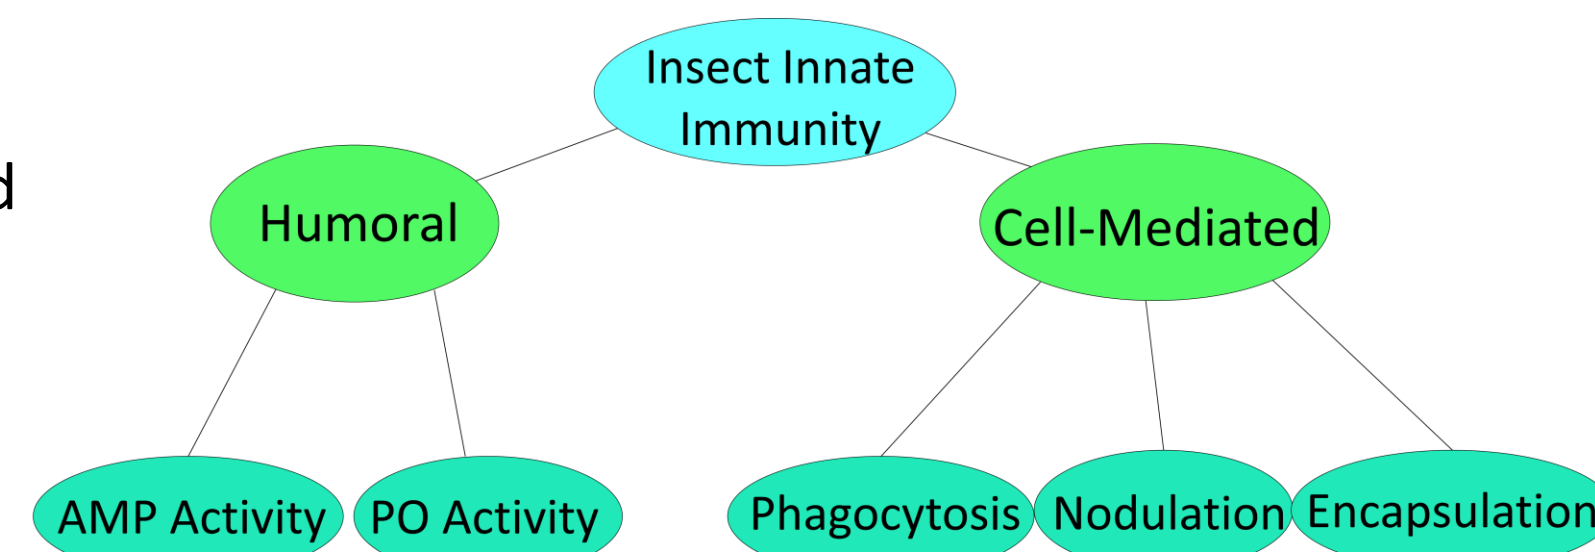 Insect Innate
Immunity
d
Humoral
Cell-Mediated
AMP Activity
PO Activity
Phagocytosis
Nodulation
Encapsulation